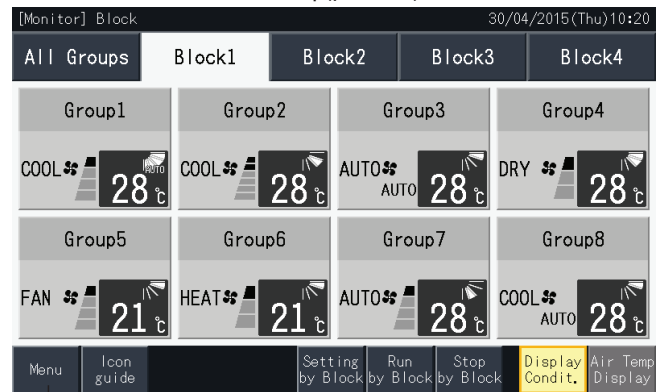 [Monitor] Block 30/04/2015(Thu)10:20
All Groups Block1 Block2 Block3 Block4
Group1 Group2 Group3 Group4
COOL AUTO 28℃ COOL 28℃ AUTO AUTO 28℃ DRY 28℃
Group5 Group6 Group7 Group8
FAN 21℃ HEAT 21℃ AUTO 28℃ COOL AUTO 28℃
Menu Icon guide Setting by Block Run by Block Stop by Block Display Condit. Air Temp Display